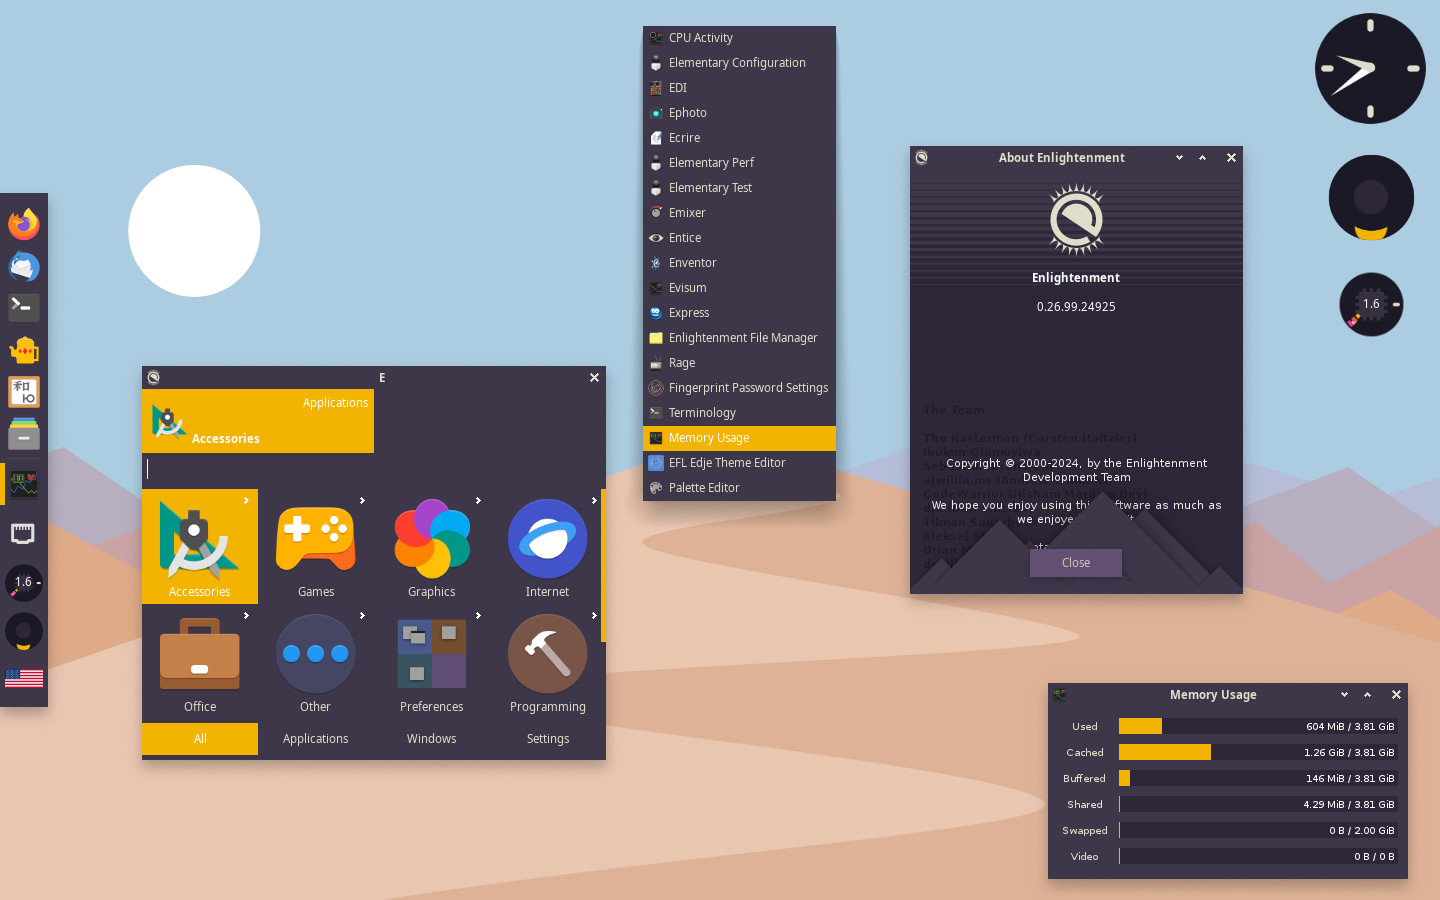 CPU Activity
Elementary Configuration
EDI
Ephoto
Ecrire
Elementary Perf
Elementary Test
Emixer
Entice
Enventor
Evisum
Express
Enlightenment File Manager
Rage
Fingerprint Password Settings
Terminology
Memory Usage
EFL Edje Theme Editor
Palette Editor
1.6
和
1.6
E
Applications
Accessories
Accessories
Games
Graphics
Internet
Office
Other
Preferences
Programming
All
Applications
Windows
Settings
About Enlightenment
Enlightenment
0.26.99.24925
The Team
The Rasterman (Carsten Haitzler)
Ibukun Olumuyiwa
Copyright © 2000-2024, by the Enlightenment
Development Team
We hope you enjoy using this software as much as
we enjoyed
Close
Memory Usage
Used
604 MiB / 3.81 GiB
Cached
1.26 GiB / 3.81 GiB
Buffered
146 MiB / 3.81 GiB
Shared
4.29 MiB / 3.81 GiB
Swapped
0 B / 2.00 GiB
Video
0 B / 0 B